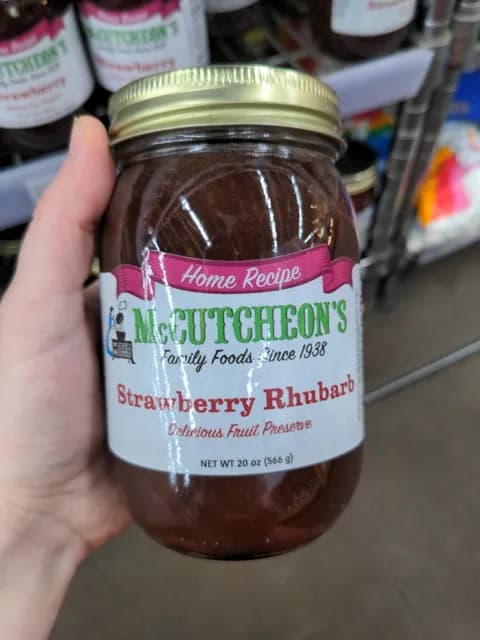 Home Recipe
McCUTCHEON'S
Family Foods Since 1938
Strawberry Rhubarb
Delicious Fruit Preserve
NET WT 20 oz (566 g)